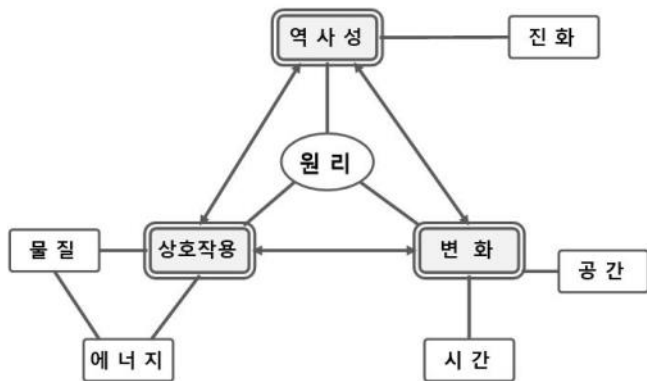 역 사 성
진 화
원 리
물 질
상호작용
변 화
공 간
에 너 지
시 간